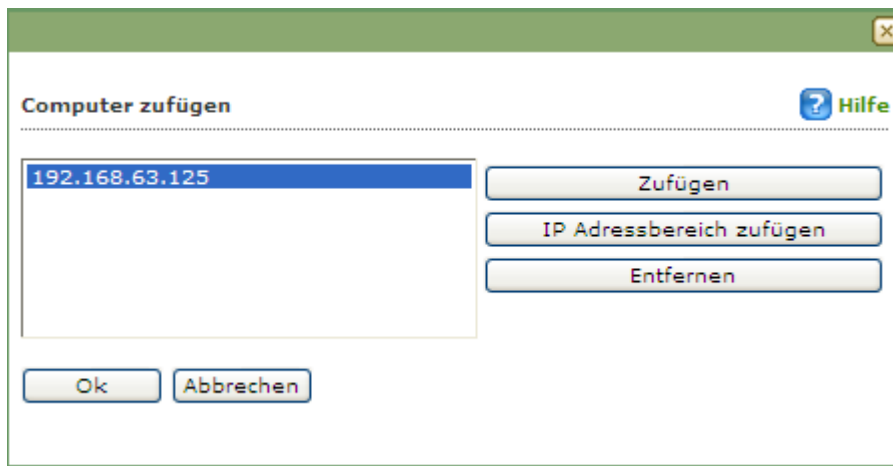 Computer zufügen
Hilfe
192.168.63.125
Zufügen
IP Adressbereich zufügen
Entfernen
Ok
Abbrechen